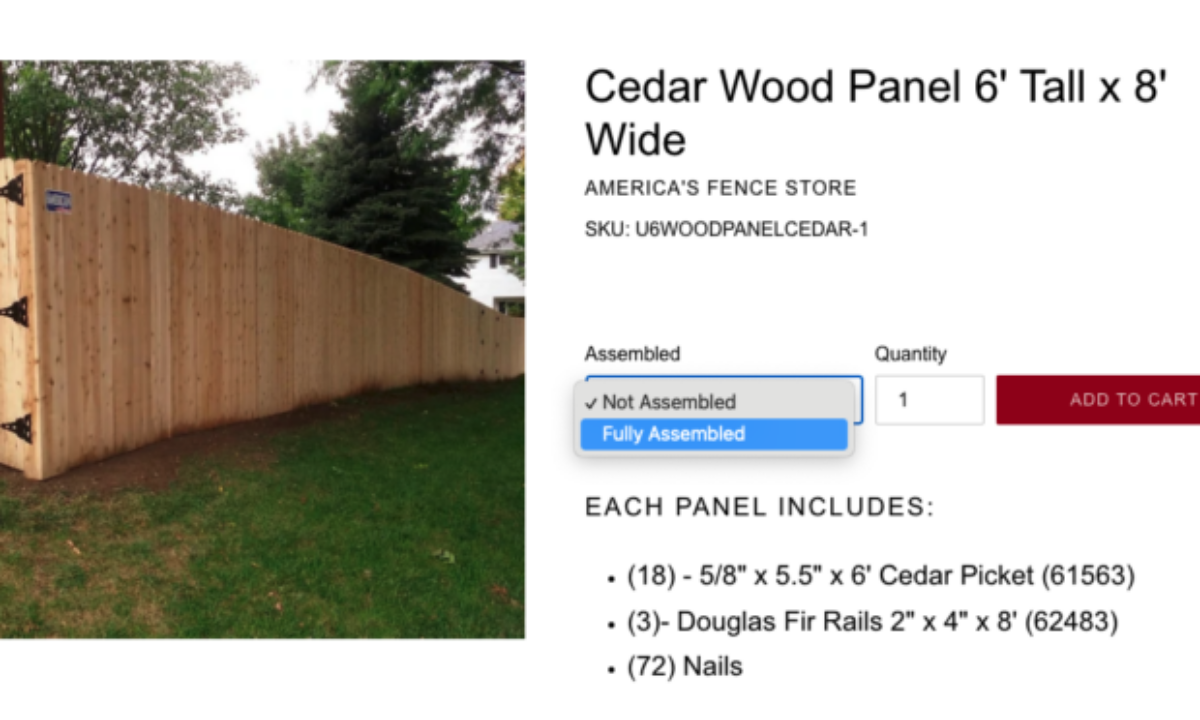 Cedar Wood Panel 6' Tall x 8'
Wide
AMERICA'S FENCE STORE
SKU: U6WOODPANELCEDAR-1
Assembled
Quantity
✓ Not Assembled
Fully Assembled
1
ADD TO CART
EACH PANEL INCLUDES:
• (18) - 5/8" x 5.5" x 6' Cedar Picket (61563)
• (3)- Douglas Fir Rails 2" x 4" x 8' (62483)
• (72) Nails